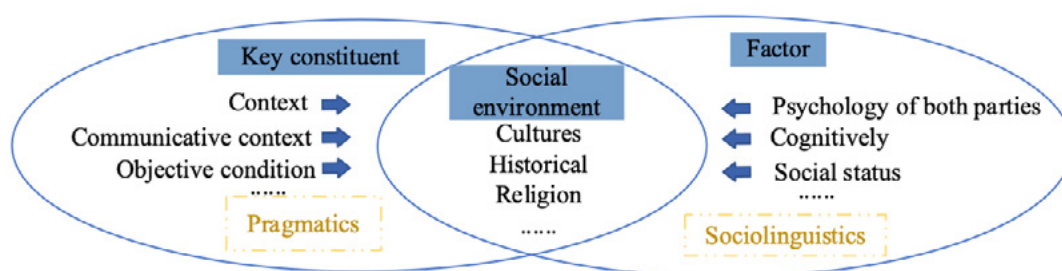 Key constituent
Context
Communicative context
Objective condition
......
Pragmatics
Social
environment
Cultures
Historical
Religion
......
Factor
Psychology of both parties
Cognitively
Social status
......
Sociolinguistics